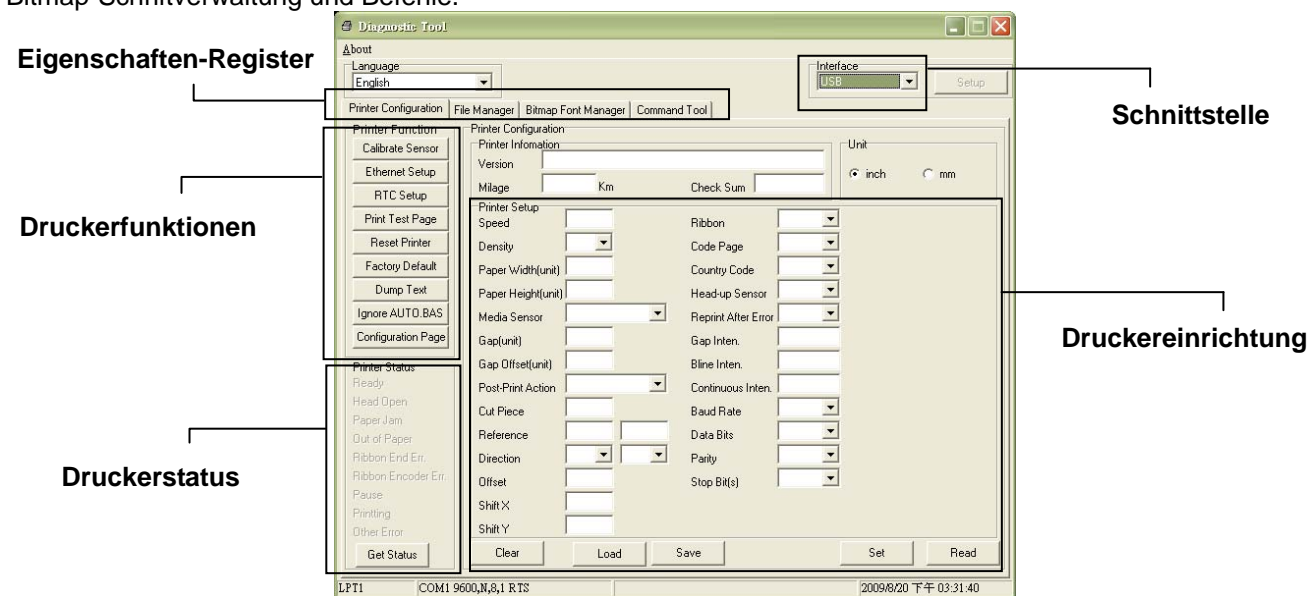 Bitmap-Schnitverwaltung und Befehle.
Diagnostic Tool
About
Language
English
Interface
USB
Setup
Eigenschaften-Register
Schnittstelle
Printer Configuration File Manager Bitmap Font Manager Command Tool
Printer Function
Calibrate Sensor
Ethernet Setup
RTC Setup
Print Test Page
Reset Printer
Factory Default
Dump Text
Ignore AUTO.BAS
Configuration Page
Druckerfunktionen
Printer Status
Ready
Head Open
Paper Jam
Out of Paper
Ribbon End Err.
Ribbon Encoder Err.
Pause
Printting
Other Error
Get Status
Druckerstatus
Printer Configuration
Printer Infomation
Version
Milage Km Check Sum
Unit
inch mm
Printer Setup
Speed Ribbon
Density Code Page
Paper Width(unit) Country Code
Paper Height(unit) Head-up Sensor
Media Sensor Reprint After Error
Gap(unit) Gap Inten.
Gap Offset(unit) Bline Inten.
Post-Print Action Continuous Inten.
Cut Piece Baud Rate
Reference Data Bits
Direction Parity
Offset Stop Bit(s)
Shift X
Shift Y
Clear Load Save Set Read
Druckereinrichtung
LPT1 COM1 9600,N,8,1 RTS 2009/8/20 下午 03:31:40